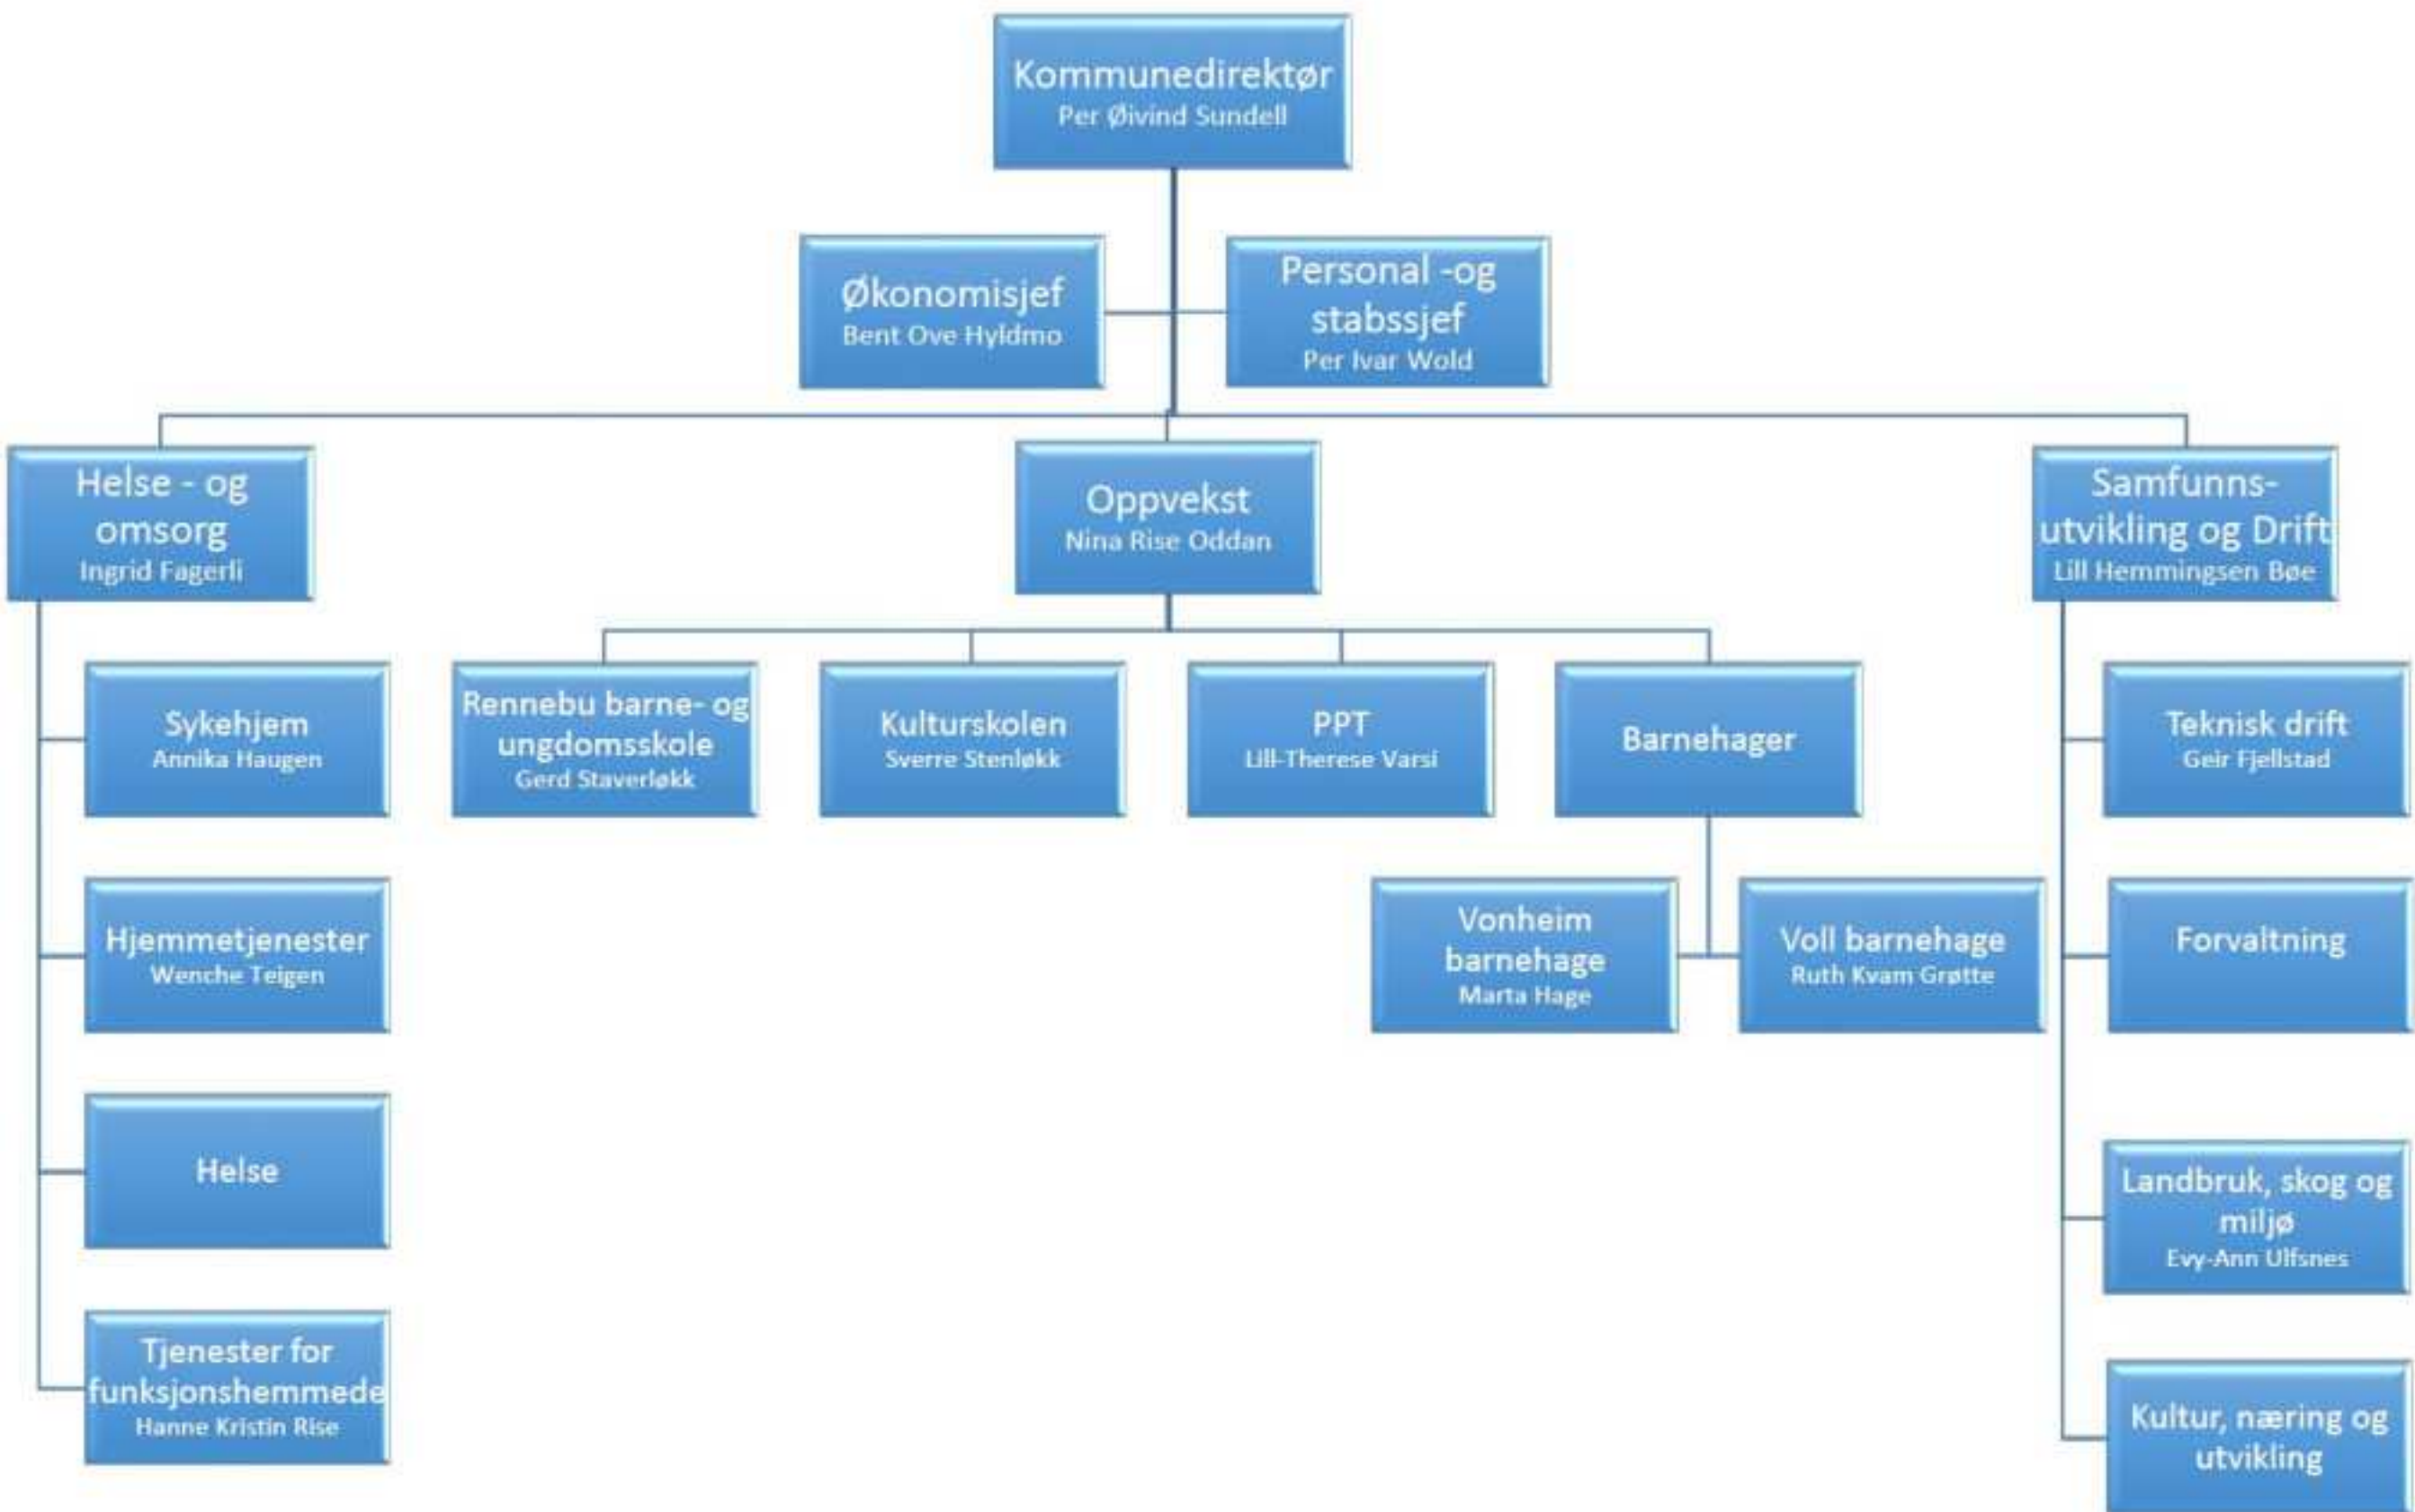 Kommunedirektør
Per Øivind Sundell
Økonomisjef
Bent Ove Hyldmo
Personal -og
stabssjef
Per Ivar Wold
Helse - og
omsorg
Ingrid Fagerli
Oppvekst
Nina Rise Oddan
Samfunns-
utvikling og Drift
Lill Hemmingsen Bøe
Sykehjem
Annika Haugen
Rennebu barne- og
ungdomsskole
Gerd Staverløkk
Kulturskolen
Sverre Stenløkk
PPT
Lill-Therese Varsi
Barnehager
Teknisk drift
Geir Fjellstad
Hjemmetjenester
Wenche Teigen
Vonheim
barnehage
Marta Hage
Voll barnehage
Ruth Kvam Grøtte
Forvaltning
Helse
Landbruk, skog og
miljø
Evy-Ann Ulfsnes
Tjenester for
funksjonshemmede
Hanne Kristin Rise
Kultur, næring og
utvikling